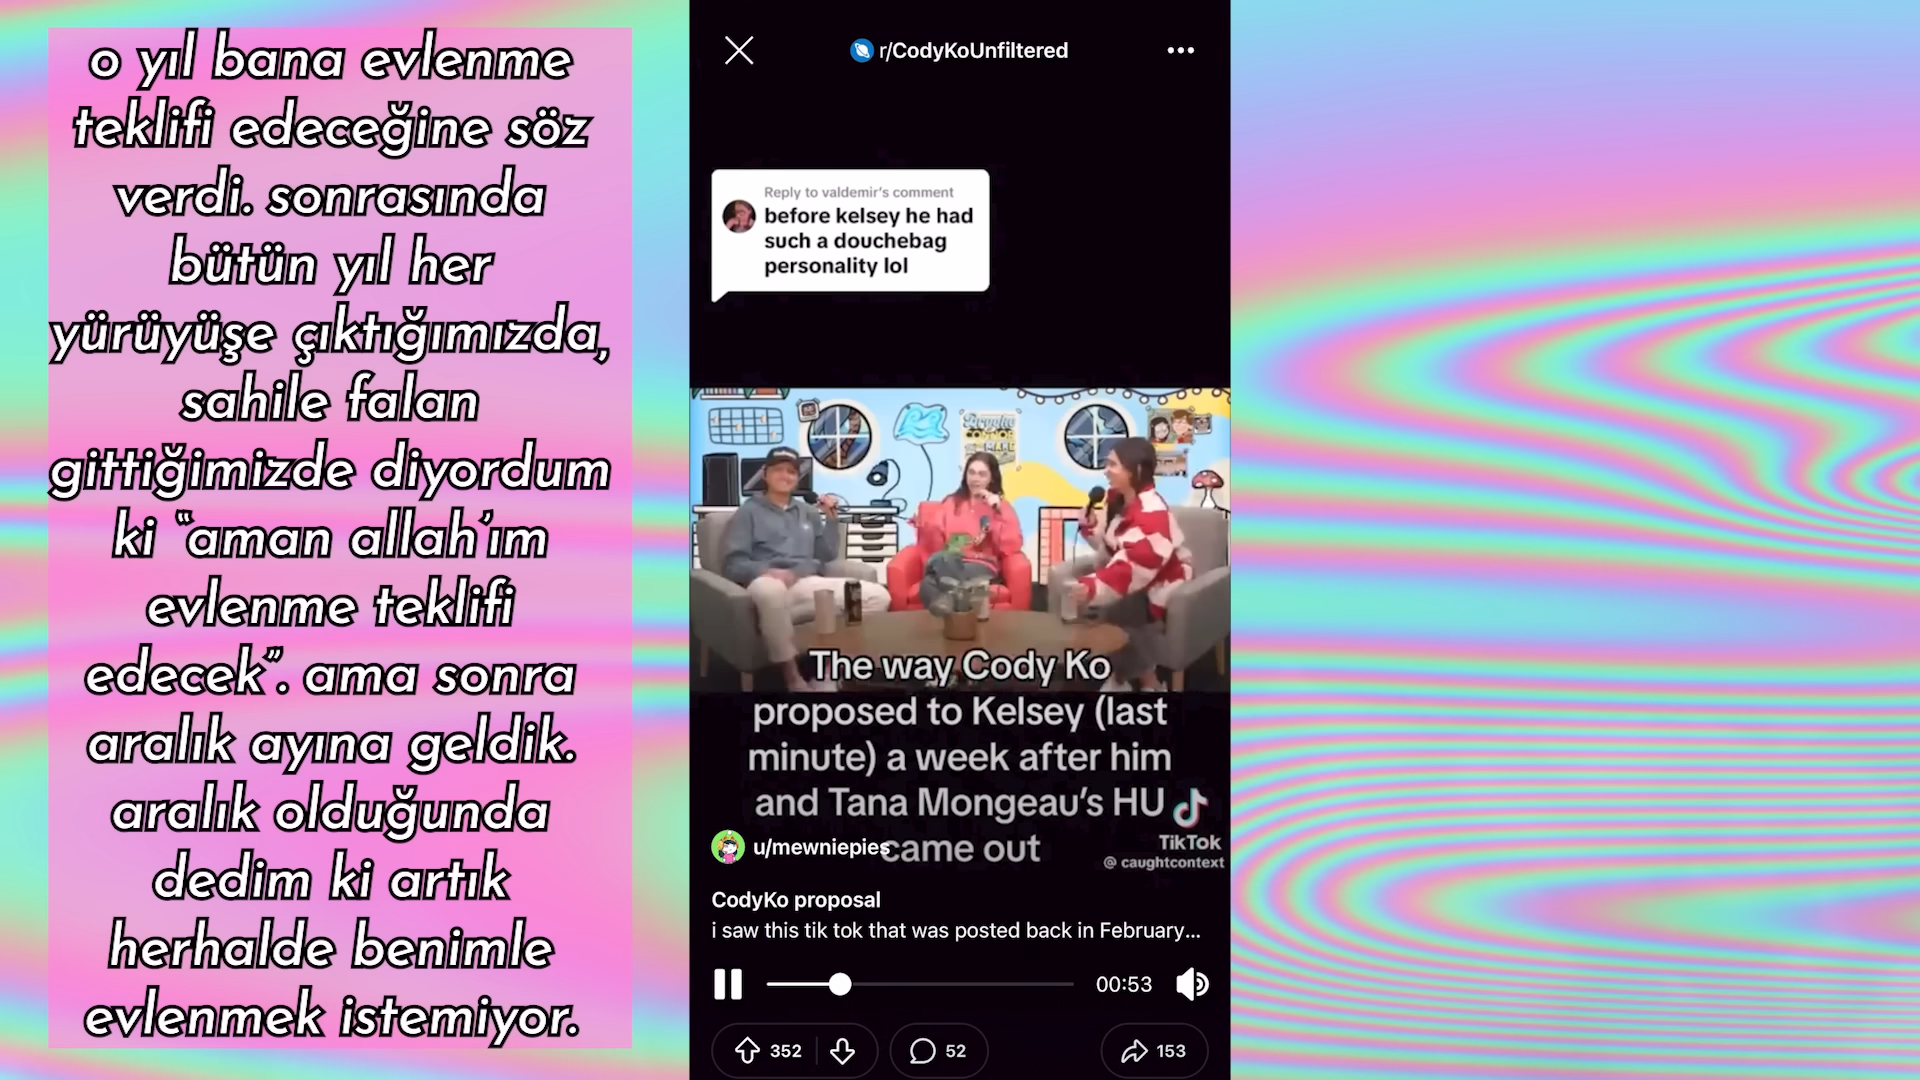 o yıl bana evlenme
teklifi edeceğine söz
verdi. sonrasında
bütün yıl her
yürüyüşe çıktığımızda,
sahile falan
gittiğimizde diyordum
ki “aman allah’ım
evlenme teklifi
edecek”. ama sonra
aralık ayına geldik.
aralık olduğunda
dedim ki artık
herhalde benimle
evlenmek istemiyor.
r/CodyKoUnfiltered
Reply to valdemir's comment
before kelsey he had
such a douchebag
personality lol
The way Cody Ko
proposed to Kelsey (last
minute) a week after him
and Tana Mongeau's HU
came out
TikTok
@ caughtcontext
u/mewniepies
CodyKo proposal
i saw this tik tok that was posted back in February...
00:53
352
52
153